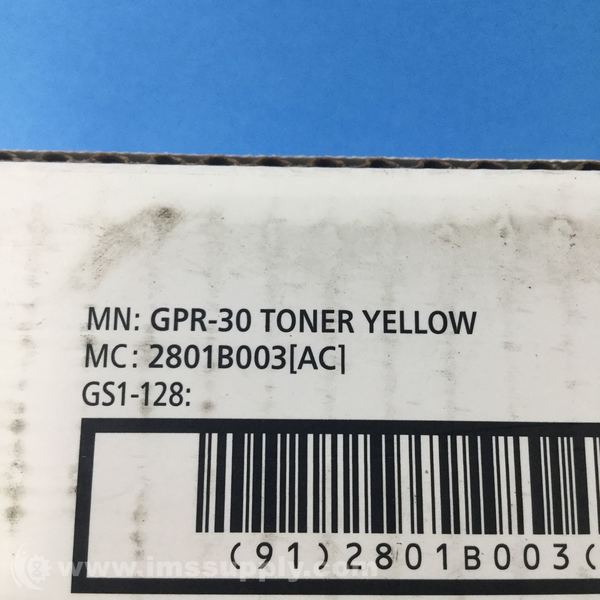 MN: GPR-30 TONER YELLOW
MC: 2801B003[AC]
GS1-128:
(91)2801B003(
www.imssupply.com